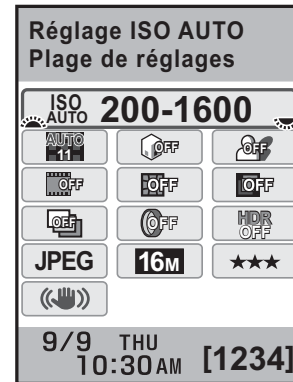 Réglage ISO AUTO
Plage de réglages
ISO AUTO 200-1600
AUTO 11 OFF OFF
OFF OFF OFF
OFF OFF HDR OFF
JPEG 16M ★★★
9/9 THU
10:30AM [1234]